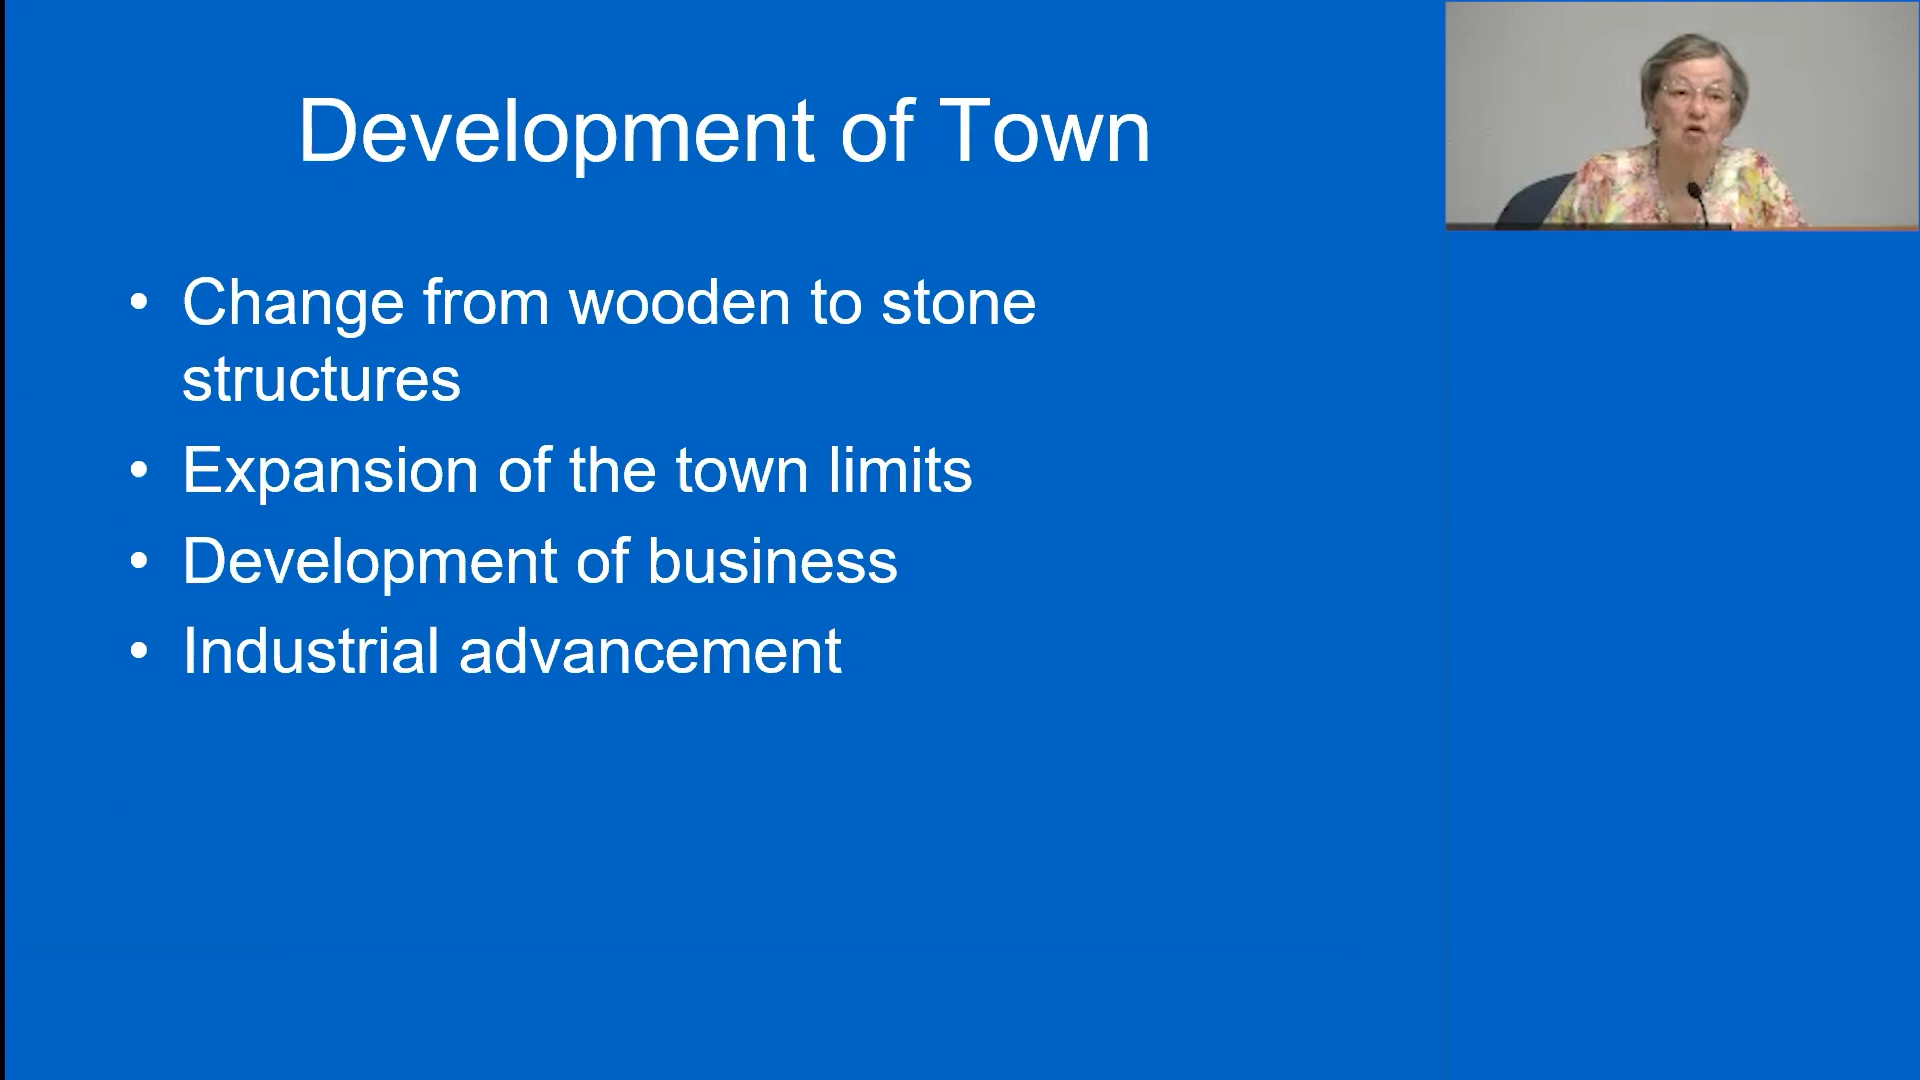 Development of Town
• Change from wooden to stone
structures
• Expansion of the town limits
• Development of business
• Industrial advancement